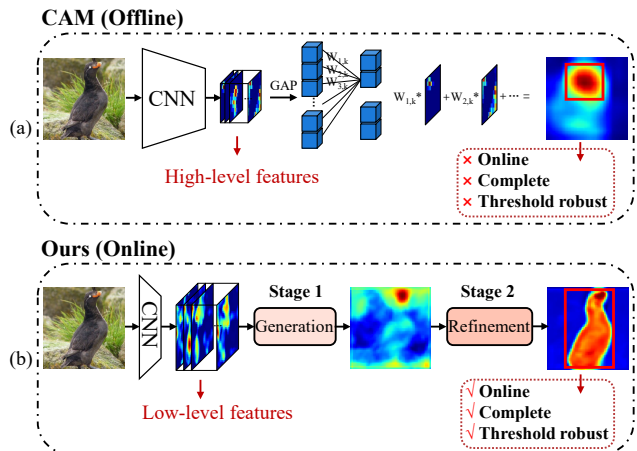 CAM (Offline)
(a)
CNN
GAP
W1,k
W2,k
W3,k
...
...
W1,k* +W2,k* + ··· =
High-level features
× Online
× Complete
× Threshold robust
Ours (Online)
(b)
CNN
Stage 1
Generation
Stage 2
Refinement
Low-level features
√ Online
√ Complete
√ Threshold robust